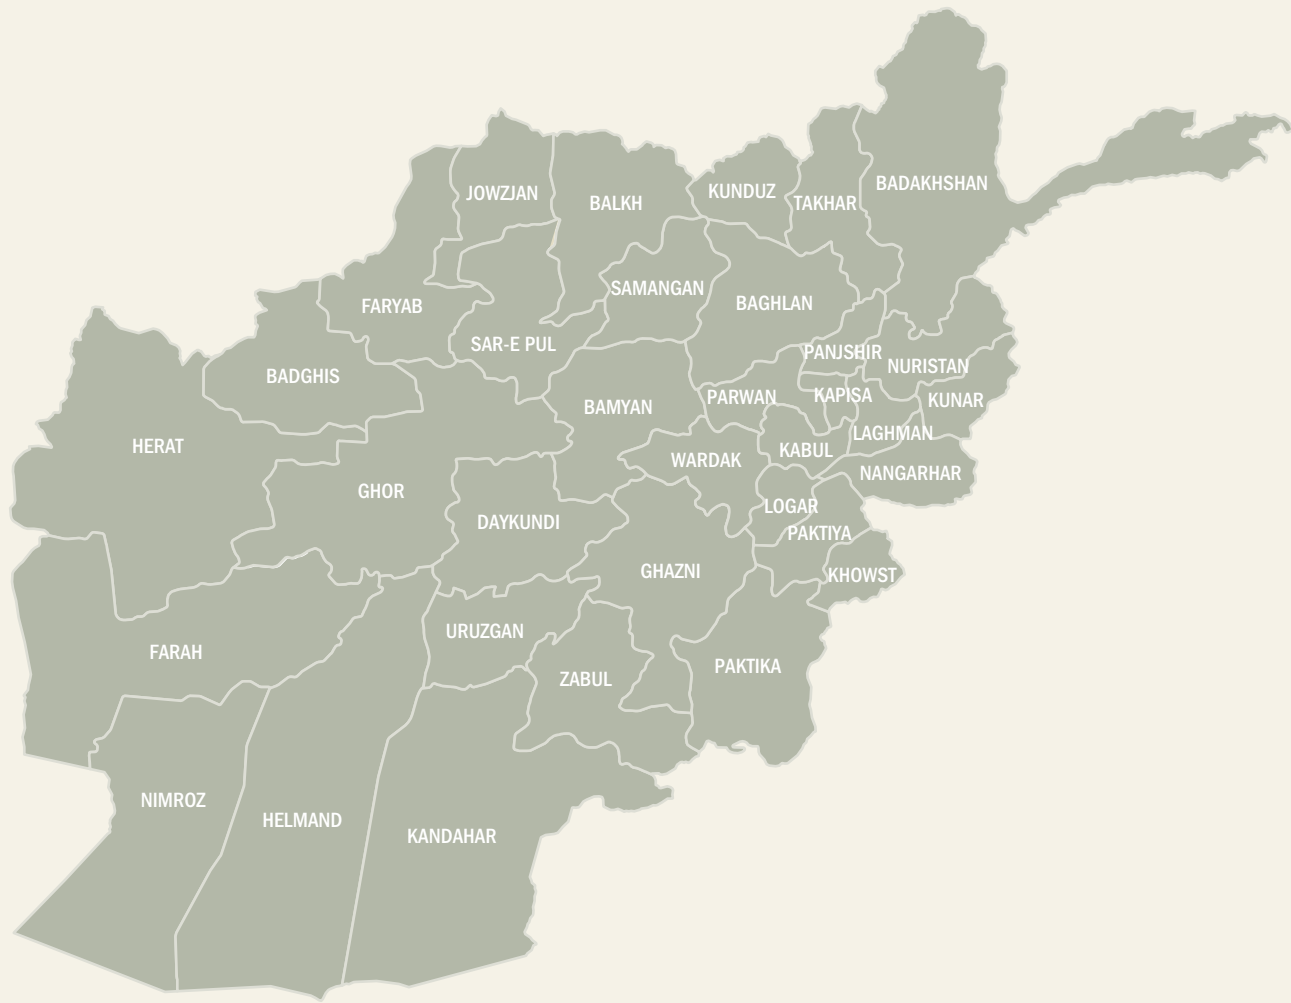 BADAKHSHAN
JOWZJAN
BALKH
KUNDUZ
TAKHAR
FARYAB
SAMANGAN
BAGHLAN
SAR-E PUL
PANJSHIR
NURISTAN
BADGHIS
BAMYAN
PARWAN
KAPISA
KUNAR
HERAT
LAGHMAN
WARDAK
KABUL
NANGARHAR
GHOR
LOGAR
DAYKUNDI
PAKTIYA
GHAZNI
KHOWST
URUZGAN
FARAH
ZABUL
PAKTIKA
NIMROZ
HELMAND
KANDAHAR